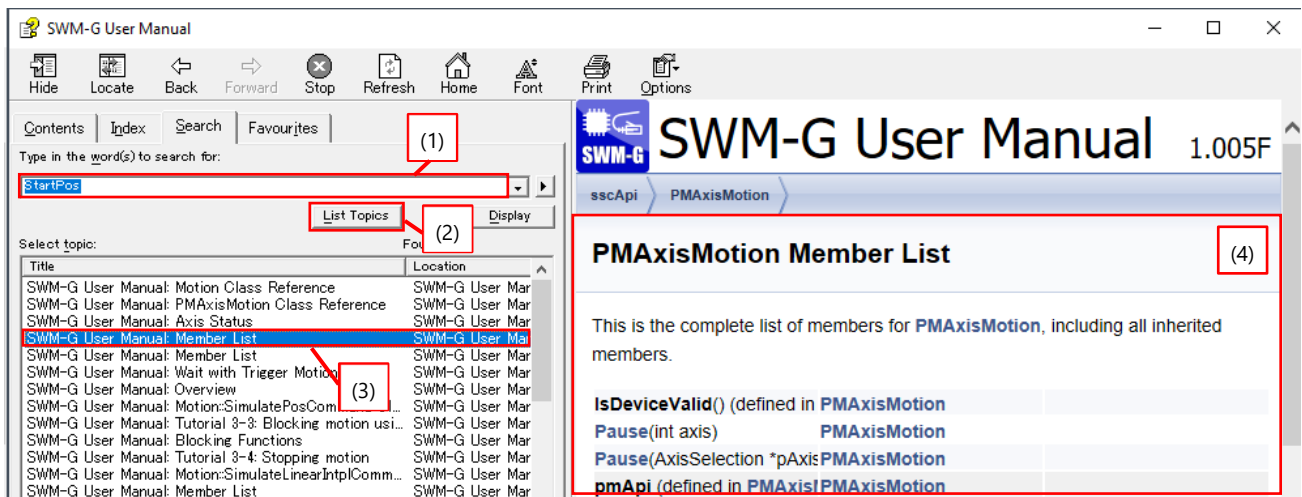 SWM-G User Manual
Hide Locate Back Forward Stop Refresh Home Font Print Options
Contents Index Search Favourites
(1)
Type in the word(s) to search for:
StartPos
List Topics Display
(2)
Select topic:
Title Location
SWM-G User Manual: Motion Class Reference SWM-G User Mar
SWM-G User Manual: PMAxisMotion Class Reference SWM-G User Mar
SWM-G User Manual: Axis Status SWM-G User Mar
SWM-G User Manual: Member List SWM-G User Mar
SWM-G User Manual: Member List SWM-G User Mar
SWM-G User Manual: Wait with Trigger Motion SWM-G User Mar
SWM-G User Manual: Overview SWM-G User Mar
(3)
SWM-G User Manual: Motion::SimulatePosComm SWM-G User Mar
SWM-G User Manual: Tutorial 3-3: Blocking motion usi... SWM-G User Mar
SWM-G User Manual: Blocking Functions SWM-G User Mar
SWM-G User Manual: Tutorial 3-4: Stopping motion SWM-G User Mar
SWM-G User Manual: Motion::SimulateLinearIntplComm... SWM-G User Mar
SWM-G User Manual: Member List SWM-G User Mar
SWM-G
SWM-G User Manual 1.005F
sscApi PMAxisMotion
PMAxisMotion Member List
(4)
This is the complete list of members for PMAxisMotion, including all inherited
members.
IsDeviceValid() (defined in PMAxisMotion
Pause(int axis) PMAxisMotion
Pause(AxisSelection *pAxis PMAxisMotion
pmApi (defined in PMAxisI PMAxisMotion